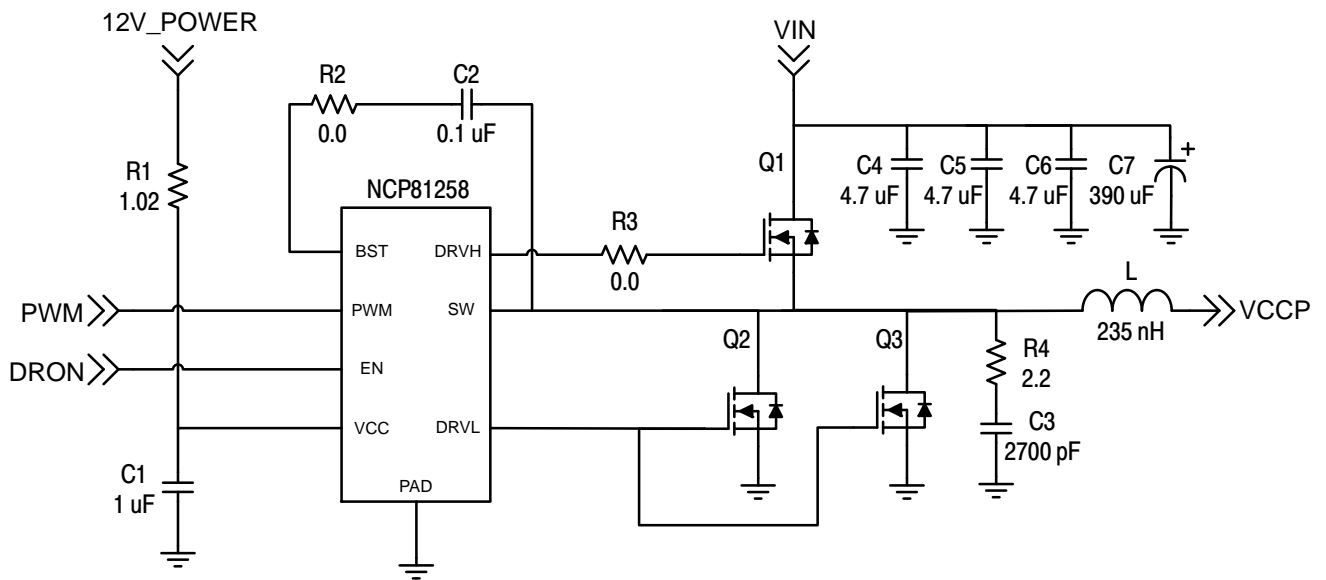 12V_POWER
VIN
R2
C2
0.0
0.1 uF
R1
1.02
NCP81258
Q1
C4
4.7 uF
C5
4.7 uF
C6
4.7 uF
C7
390 uF
+
BST
DRVH
R3
0.0
PWM
PWM
SW
L
235 nH
VCCP
DRON
EN
Q2
Q3
R4
2.2
VCC
DRVL
C3
2700 pF
C1
1 uF
PAD